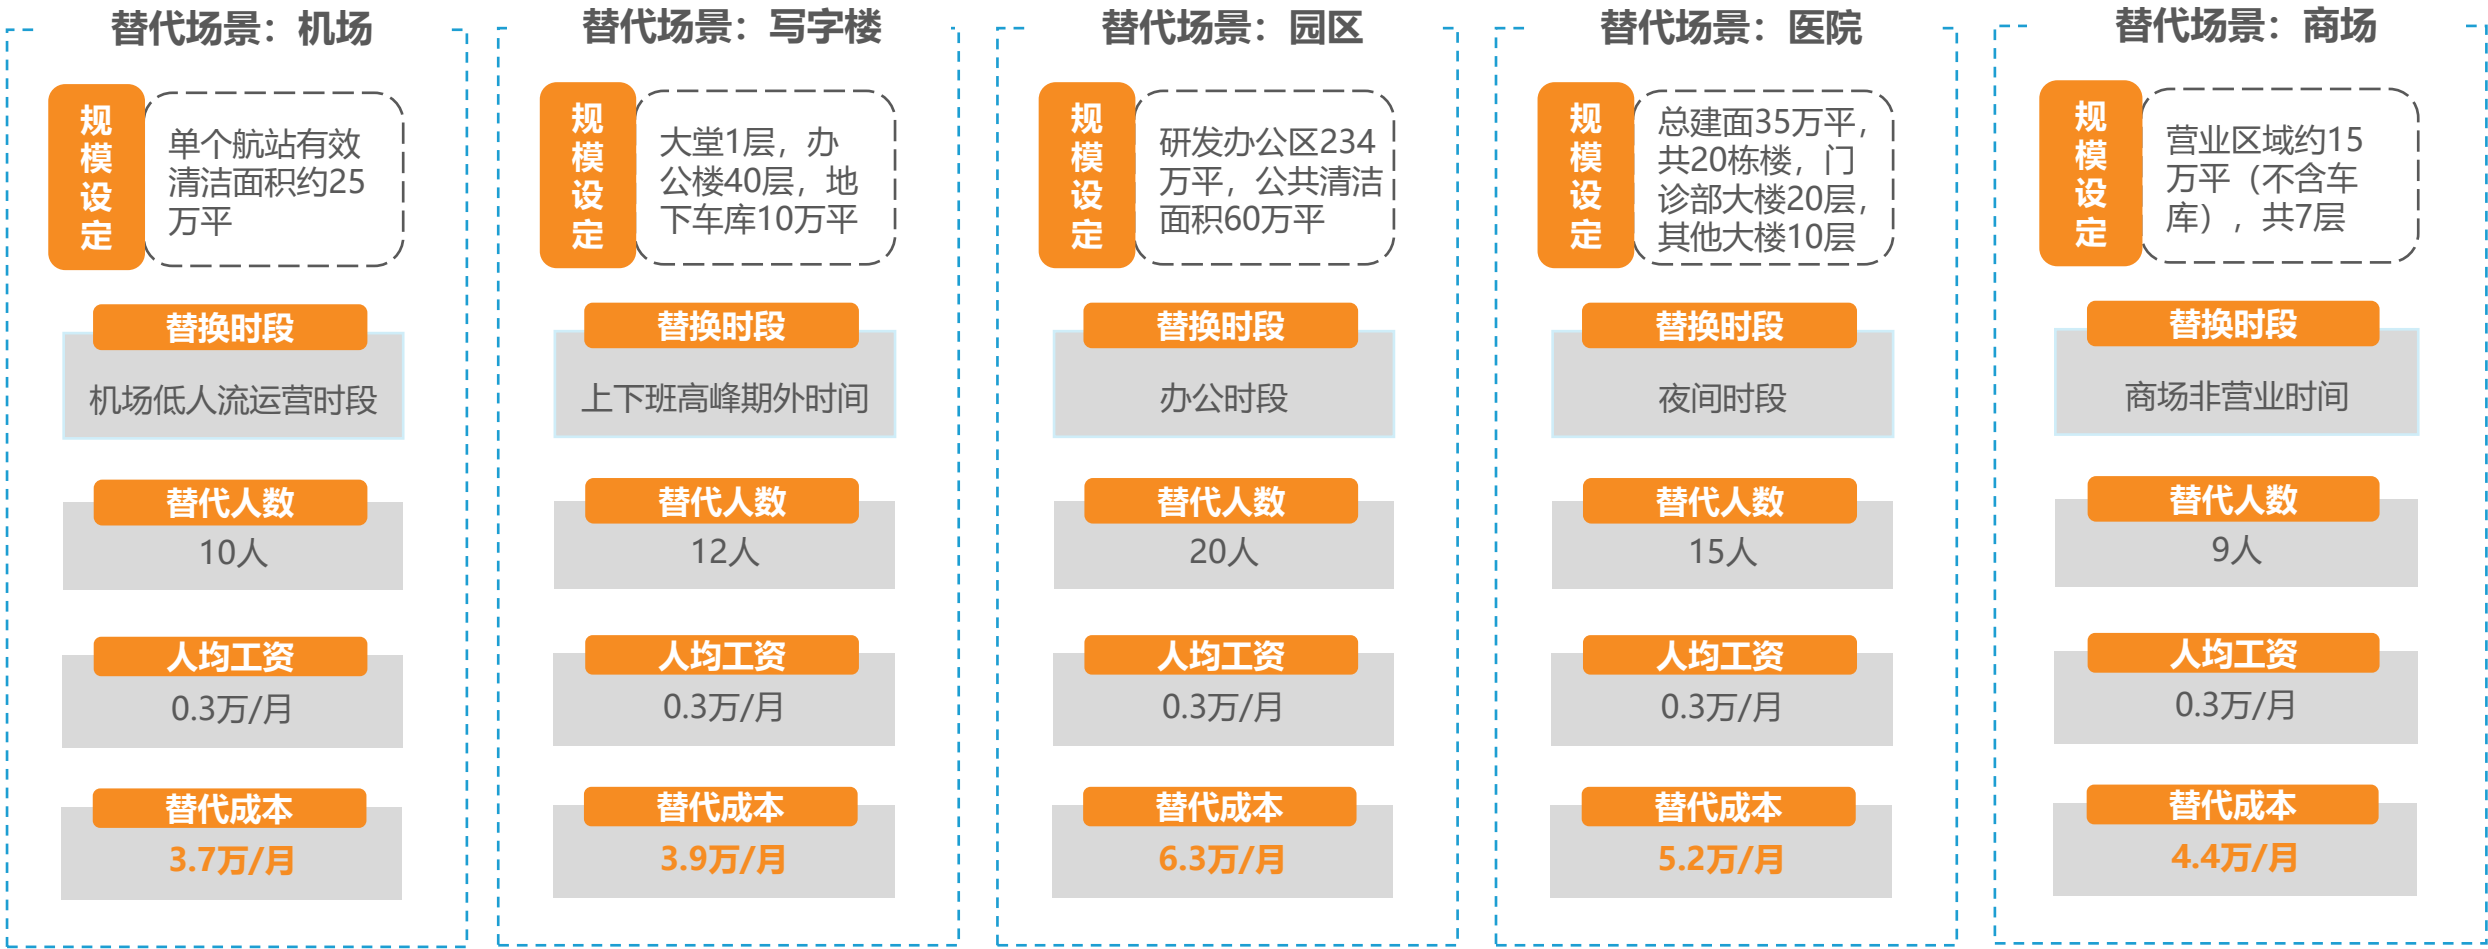 替代场景：机场
规
模
设
定
单个航站有效
清洁面积约25
万平
替换时段
机场低人流运营时段
替代人数
10人
人均工资
0.3万/月
替代成本
3.7万/月
替代场景：写字楼
规
模
设
定
大堂1层，办
公楼40层，地
下车库10万平
替换时段
上下班高峰期外时间
替代人数
12人
人均工资
0.3万/月
替代成本
3.9万/月
替代场景：园区
规
模
设
定
研发办公区234
万平，公共清洁
面积60万平
替换时段
办公时段
替代人数
20人
人均工资
0.3万/月
替代成本
6.3万/月
替代场景：医院
规
模
设
定
总建面35万平，
共20栋楼，门
诊部大楼20层，
其他大楼10层
替换时段
夜间时段
替代人数
15人
人均工资
0.3万/月
替代成本
5.2万/月
替代场景：商场
规
模
设
定
营业区域约15
万平（不含车
库），共7层
替换时段
商场非营业时间
替代人数
9人
人均工资
0.3万/月
替代成本
4.4万/月